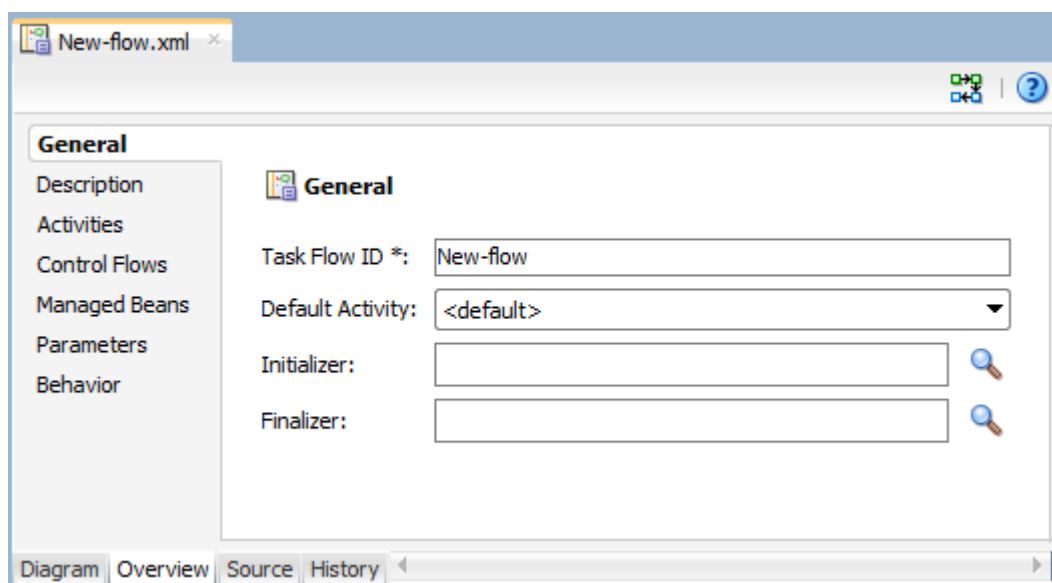 New-flow.xml
General
Description
Activities
Control Flows
Managed Beans
Parameters
Behavior
General
Task Flow ID *: New-flow
Default Activity: <default>
Initializer:
Finalizer:
Diagram Overview Source History